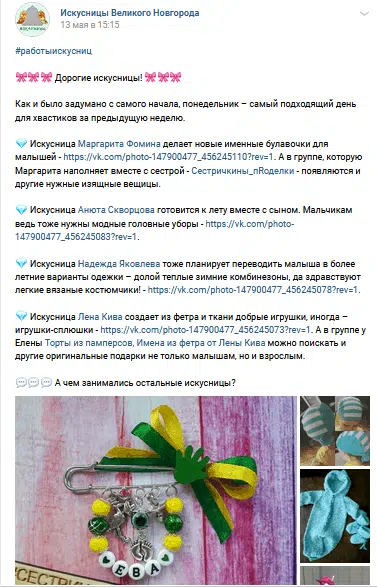 Искусницы Великого Новгорода
13 мая в 15:15
#работыискусниц
Дорогие искусницы!
Как и было задумано с самого начала, понедельник – самый подходящий день
для хвастиков за предыдущую неделю.
Искусница Маргарита Фомина делает новые именные булавочки для
малышей - https://vk.com/photo-147900477_456245110?rev=1. А в группе, которую
Маргарита наполняет вместе с сестрой - Сестричкины_пRоделки - появляются и
другие нужные изящные вещицы.
Искусница Анюта Скворцова готовится к лету вместе с сыном. Мальчикам
ведь тоже нужны модные головные уборы - https://vk.com/photo-
147900477_456245083?rev=1.
Искусница Надежда Яковлева тоже планирует переводить малыша в более
летние варианты одежки – долой теплые зимние комбинезоны, да здравствуют
легкие вязаные костюмчики! - https://vk.com/photo-147900477_456245078?rev=1.
Искусница Лена Кива создает из фетра и ткани добрые игрушки, иногда –
игрушки-сплюшки - https://vk.com/photo-147900477_456245073?rev=1. А в группе у
Елены Торты из памперсов, Имена из фетра от Лены Кива можно поискать и
другие оригинальные подарки не только малышам, но и взрослым.
А чем занимались остальные искусницы?
ЕВА